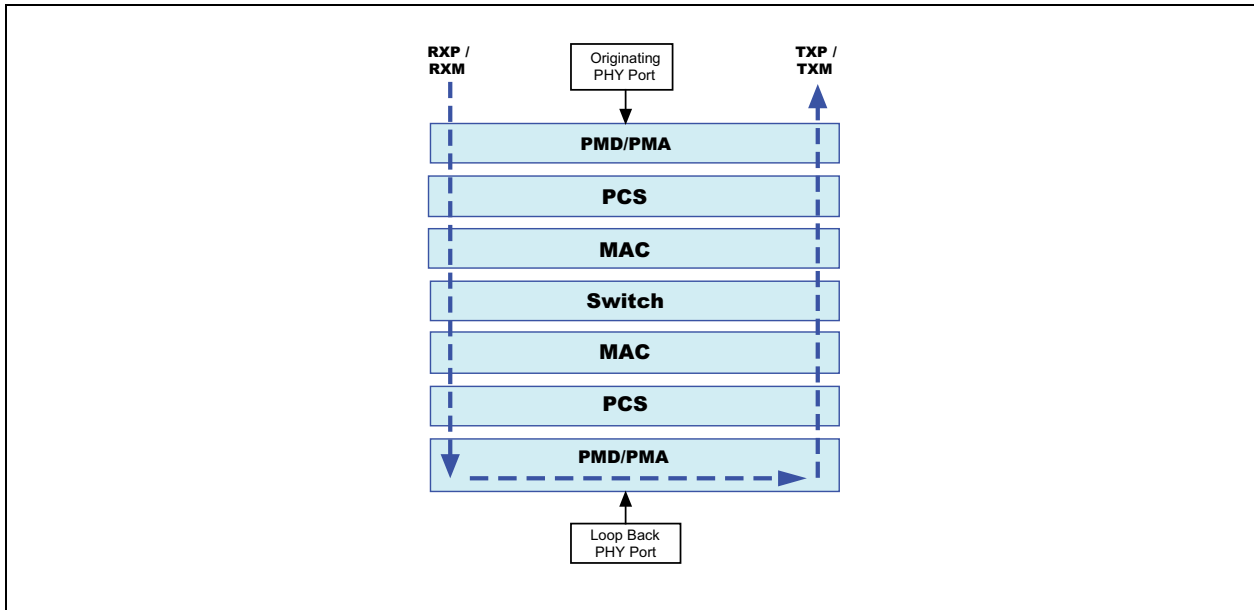 RXP /
RXM
Originating
PHY Port
TXP /
TXM
PMD/PMA
PCS
MAC
Switch
MAC
PCS
PMD/PMA
Loop Back
PHY Port